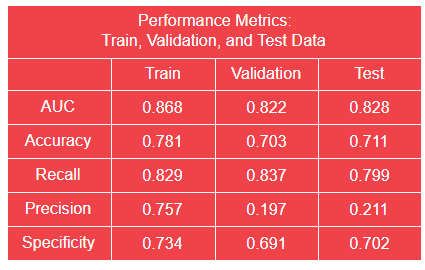 Performance Metrics:
Train, Validation, and Test Data
Train Validation Test
AUC 0.868 0.822 0.828
Accuracy 0.781 0.703 0.711
Recall 0.829 0.837 0.799
Precision 0.757 0.197 0.211
Specificity 0.734 0.691 0.702